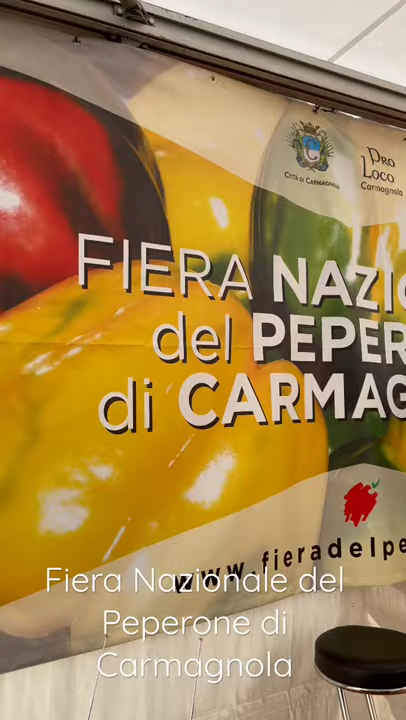 CITTÀ DI CARMAGNOLA
PRO
LOCO
Carmagnola
FIERA NAZIO
del PEPER
di CARMAG
www.fieradelpe
Fiera Nazionale del
Peperone di
Carmagnola